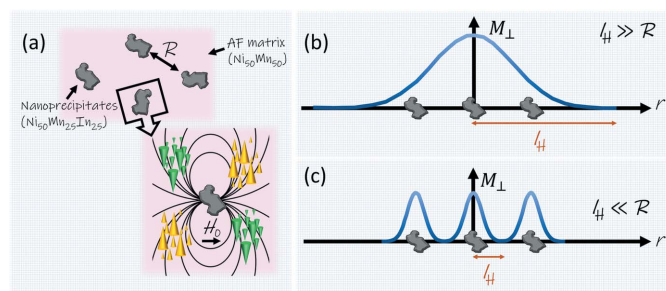 (a)
R
AF matrix
(Ni50Mn50)
Nanoprecipitates
(Ni50Mn25In25)
H0
(b)
M⊥
lH ≫ R
r
lH
(c)
M⊥
lH ≪ R
r
lH